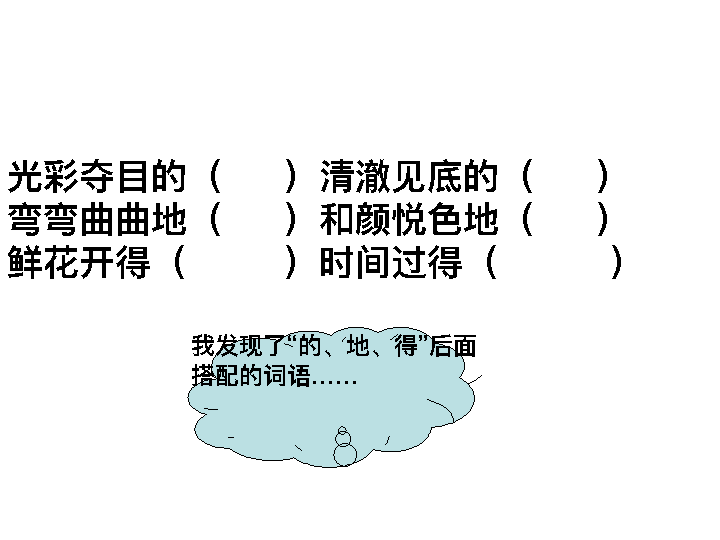 光彩夺目的（ ）清澈见底的（ ）
弯弯曲曲地（ ）和颜悦色地（ ）
鲜花开得（ ）时间过得（ ）
我发现了“的、地、得”后面
搭配的词语……